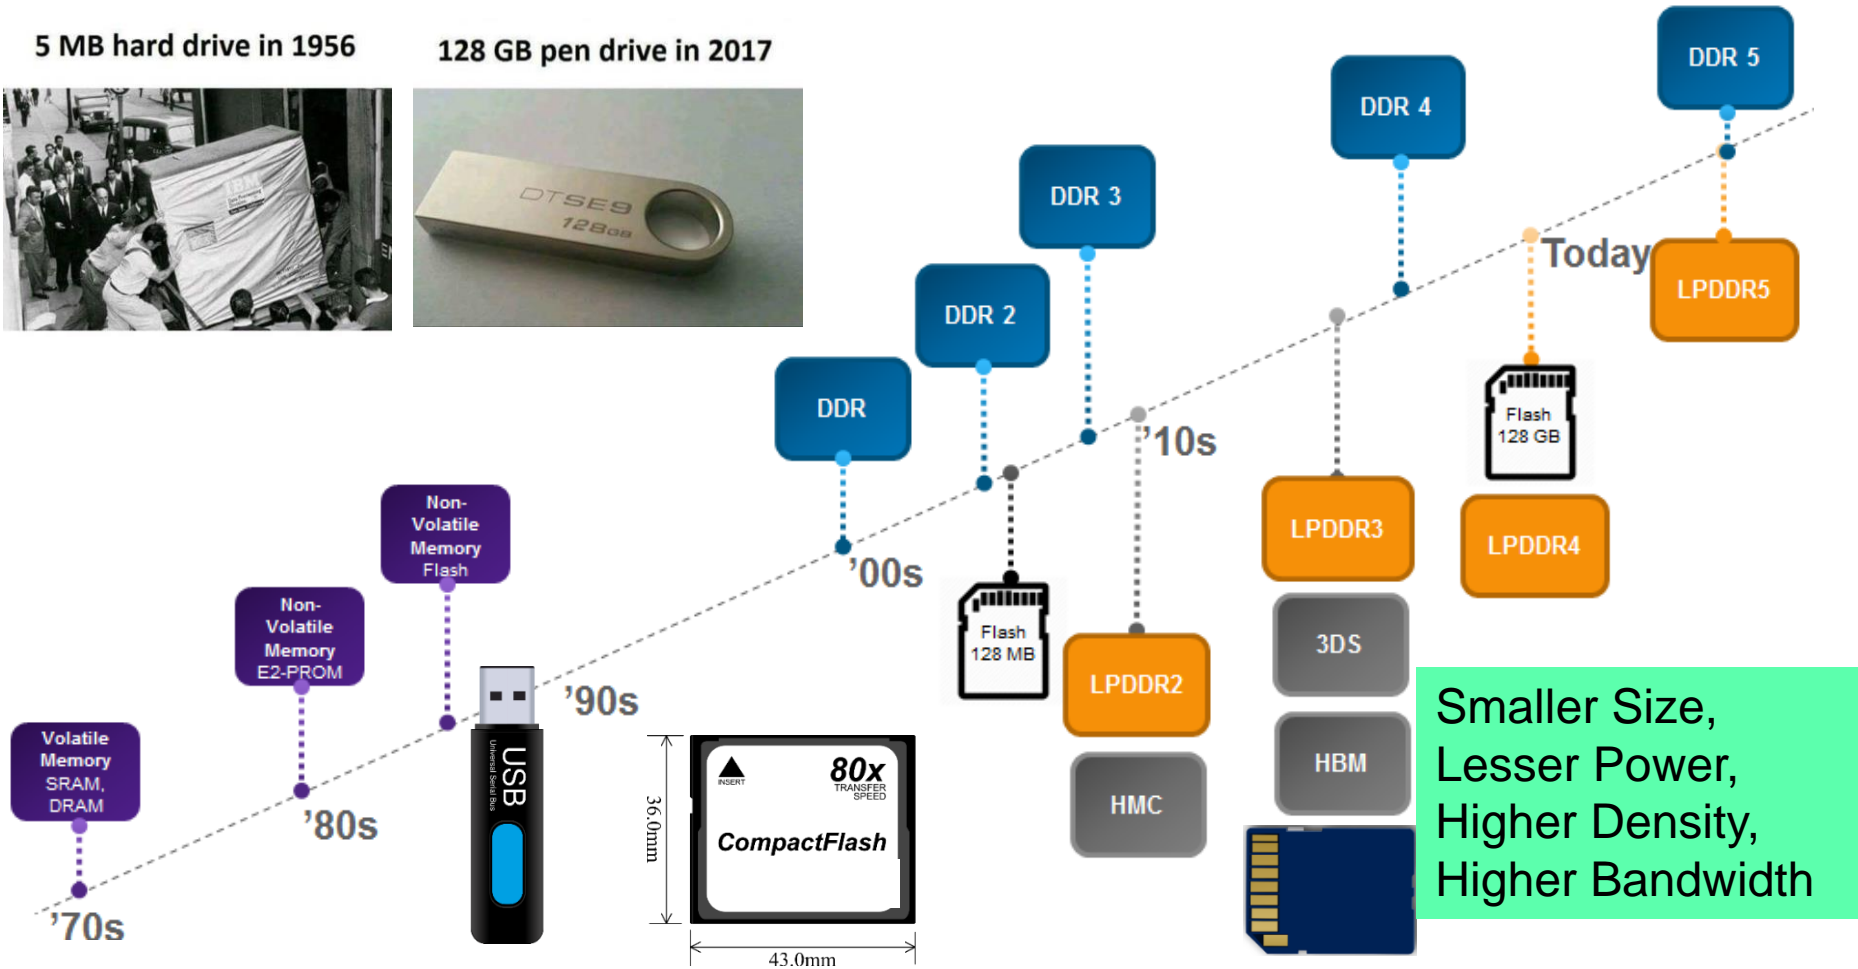 5 MB hard drive in 1956
128 GB pen drive in 2017
IBM
DTSE9
128GB
DDR 5
DDR 4
DDR 3
DDR 2
DDR
Today
LPDDR5
Flash
128 GB
LPDDR4
’10s
LPDDR3
3DS
HBM
’00s
Flash
128 MB
LPDDR2
HMC
Non-
Volatile
Memory
Flash
Non-
Volatile
Memory
E2-PROM
’90s
Volatile
Memory
SRAM,
DRAM
’80s
’70s
USB
Universal Serial Bus
INSERT
80x
TRANSFER
SPEED
CompactFlash
36.0mm
43.0mm
Smaller Size,
Lesser Power,
Higher Density,
Higher Bandwidth